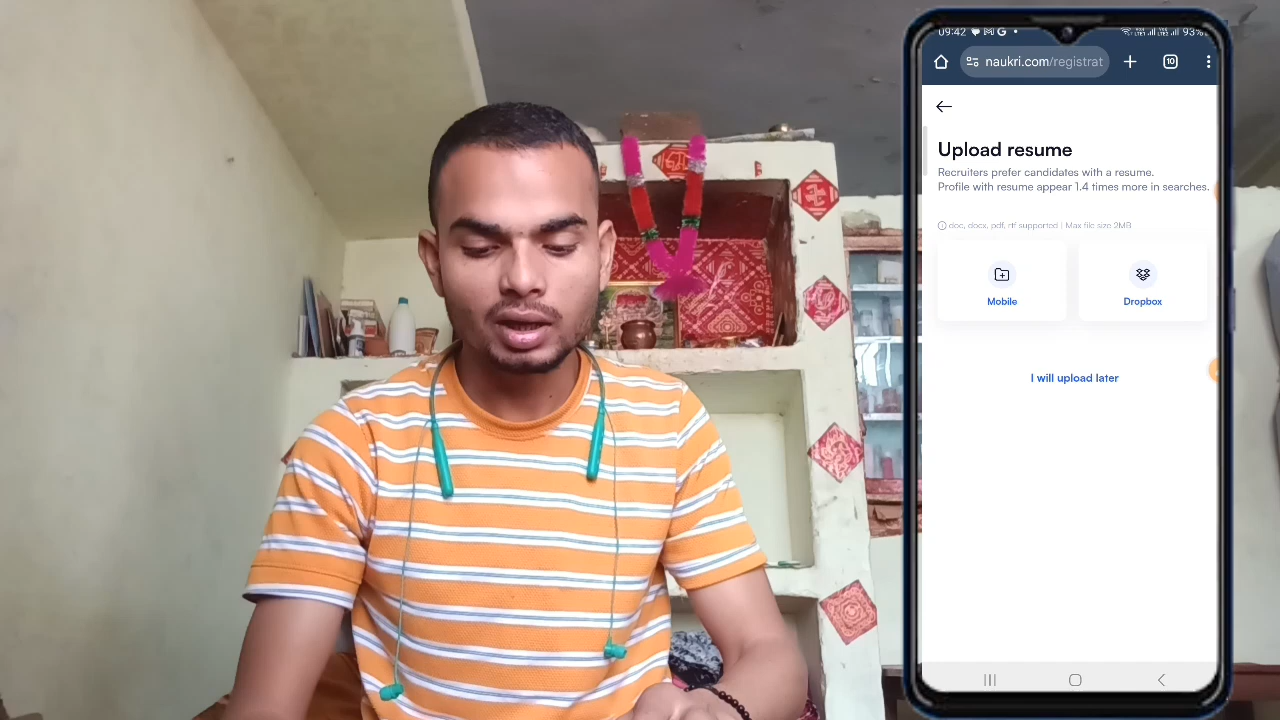 09:42
93%
naukri.com/registrat
10
Upload resume
Recruiters prefer candidates with a resume.
Profile with resume appear 1.4 times more in searches.
doc, docx, pdf, rtf supported | Max file size 2MB
Mobile
Dropbox
I will upload later